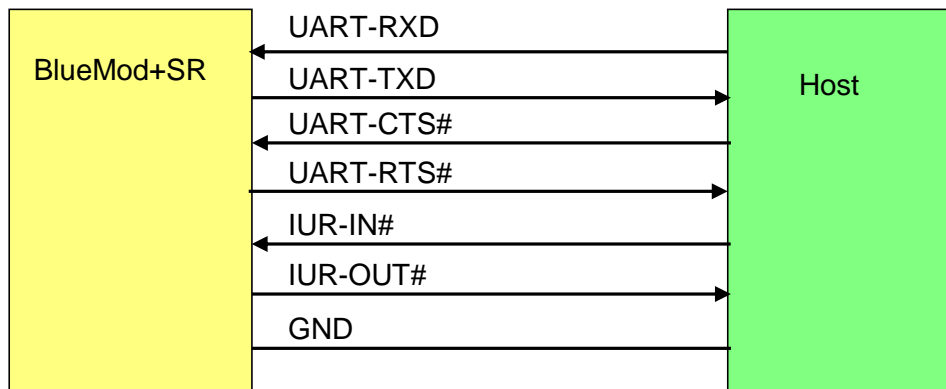 UART-RXD
BlueMod+SR
UART-TXD
Host
UART-CTS#
UART-RTS#
IUR-IN#
IUR-OUT#
GND